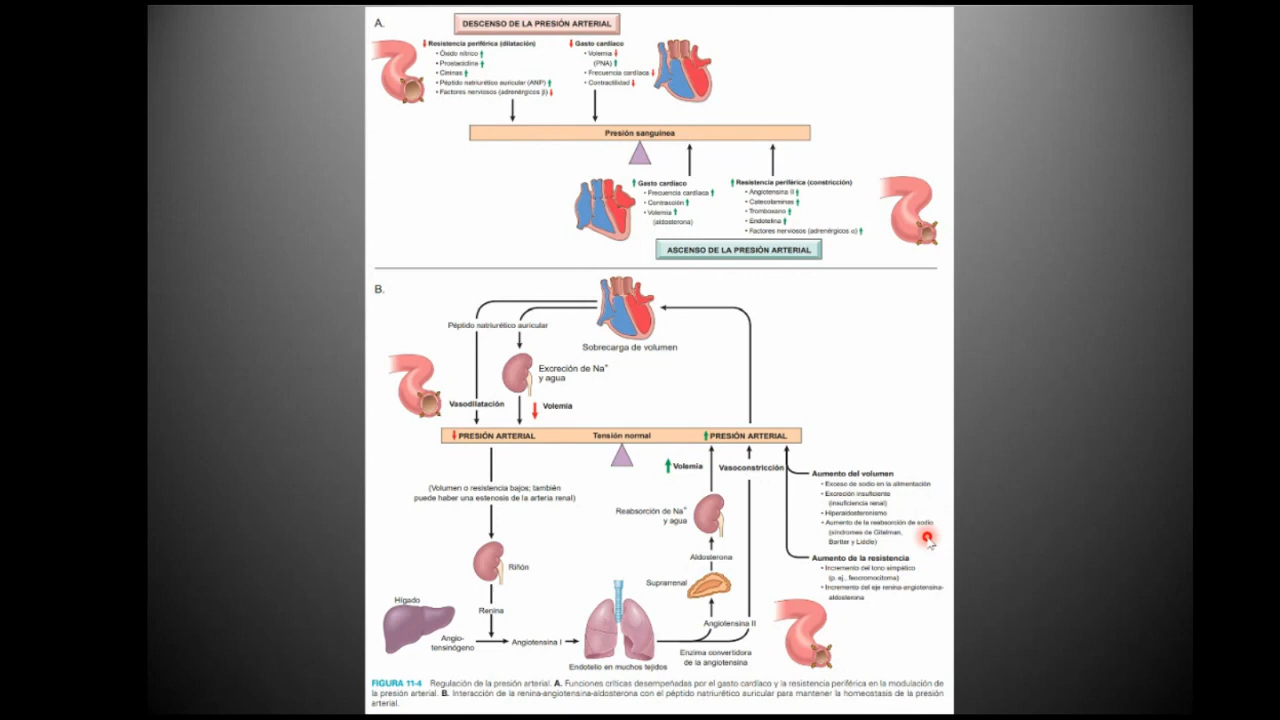 A.
DESCENSO DE LA PRESIÓN ARTERIAL
Resistencia periférica (dilatación)
• Óxido nítrico
• Prostaciclina
• Cininas
• Péptido natriurético auricular (ANP)
• Factores nerviosos (adrenérgicos β)
Gasto cardíaco
• Volemia
(PNA)
• Frecuencia cardíaca
• Contractilidad
Presión sanguínea
Gasto cardíaco
• Frecuencia cardíaca
• Contracción
• Volemia
(aldosterona)
Resistencia periférica (constricción)
• Angiotensina II
• Catecolaminas
• Tromboxano
• Endotelina
• Factores nerviosos (adrenérgicos α)
ASCENSO DE LA PRESIÓN ARTERIAL
B.
Péptido natriurético auricular
Sobrecarga de volumen
Excreción de Na+
y agua
Vasodilatación
Volemia
PRESIÓN ARTERIAL
Tensión normal
PRESIÓN ARTERIAL
(Volumen o resistencia bajos; también
puede haber una estenosis de la arteria renal)
Volemia
Vasoconstricción
Reabsorción de Na+
y agua
Aldosterona
Suprarrenal
Angiotensina II
Aumento del volumen
• Exceso de sodio en la alimentación
• Excreción insuficiente
(insuficiencia renal)
• Hiperaldosteronismo
• Aumento de la reabsorción de sodio
(síndromes de Gitelman,
Bartter y Liddle)
Aumento de la resistencia
• Incremento del tono simpático
(p. ej., feocromocitoma)
• Incremento del eje renina-angiotensina-
aldosterona
Riñón
Renina
Hígado
Angio-
tensinógeno
Angiotensina I
Endotelio en muchos tejidos
Enzima convertidora
de la angiotensina
FIGURA 11-4 Regulación de la presión arterial. A. Funciones críticas desempeñadas por el gasto cardíaco y la resistencia periférica en la modulación de
la presión arterial. B. Interacción de la renina-angiotensina-aldosterona con el péptido natriurético auricular para mantener la homeostasis de la presión
arterial.